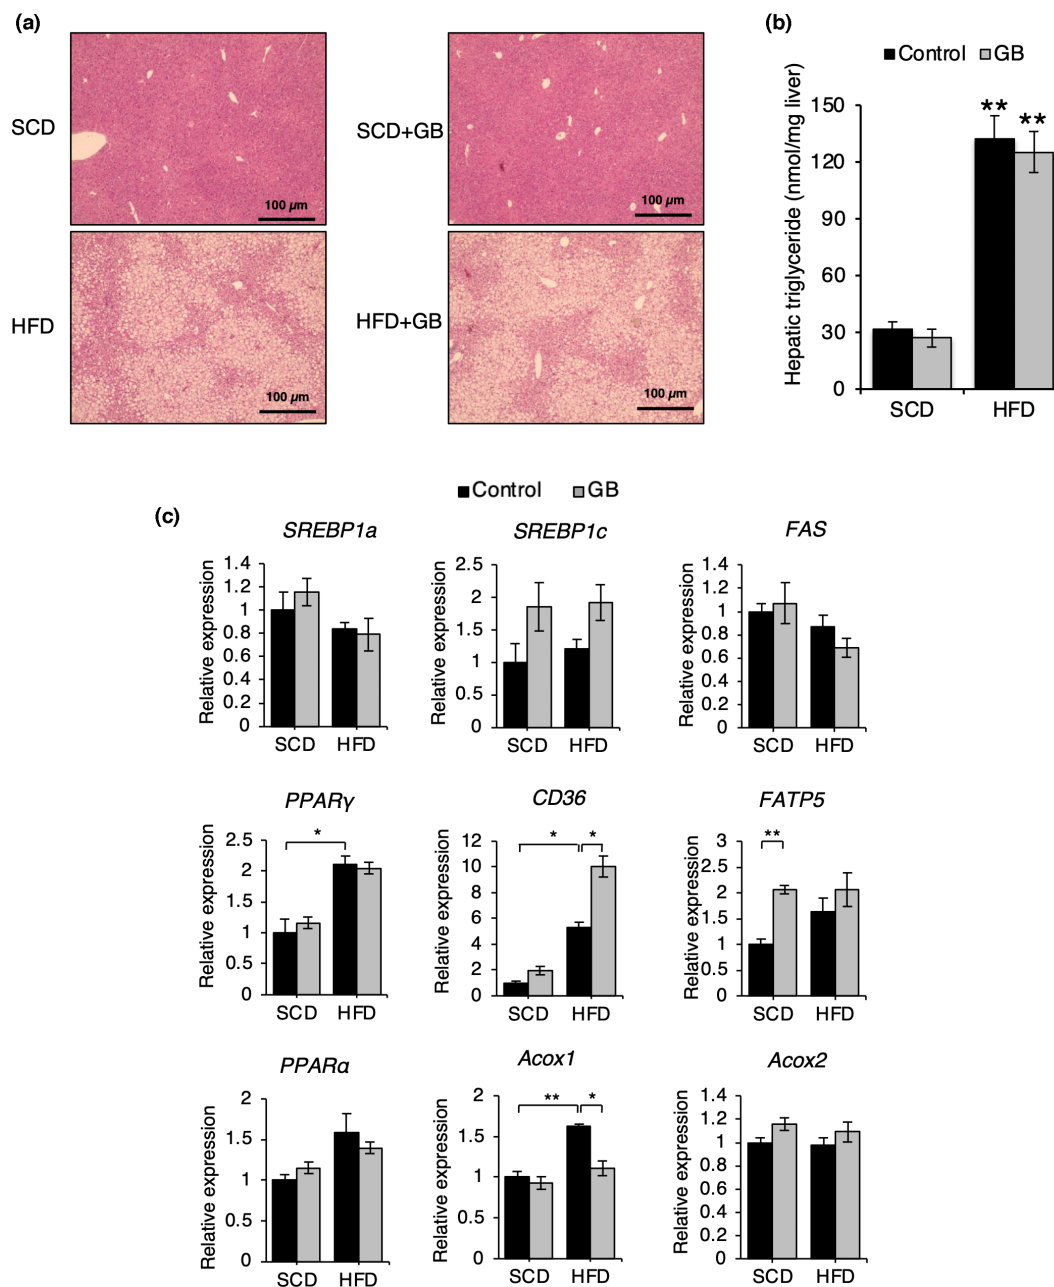 (a)
SCD
100 µm
SCD+GB
100 µm
HFD
100 µm
HFD+GB
100 µm
(b)
Control GB
Hepatic triglyceride (nmol/mg liver)
150
120
90
60
30
0
** **
SCD HFD
Control GB
(c)
SREBP1a
Relative expression
1.4
1.2
1
0.8
0.6
0.4
0.2
0
SCD HFD
SREBP1c
Relative expression
2.5
2
1.5
1
0.5
0
SCD HFD
FAS
Relative expression
1.4
1.2
1
0.8
0.6
0.4
0.2
0
SCD HFD
PPARγ
Relative expression
2.5
2
1.5
1
0.5
0
*
SCD HFD
CD36
Relative expression
12
10
8
6
4
2
0
* *
SCD HFD
FATP5
Relative expression
3
2.5
2
1.5
1
0.5
0
**
SCD HFD
PPARα
Relative expression
2
1.5
1
0.5
0
SCD HFD
Acox1
Relative expression
2
1.5
1
0.5
0
** *
SCD HFD
Acox2
Relative expression
1.4
1.2
1
0.8
0.6
0.4
0.2
0
SCD HFD